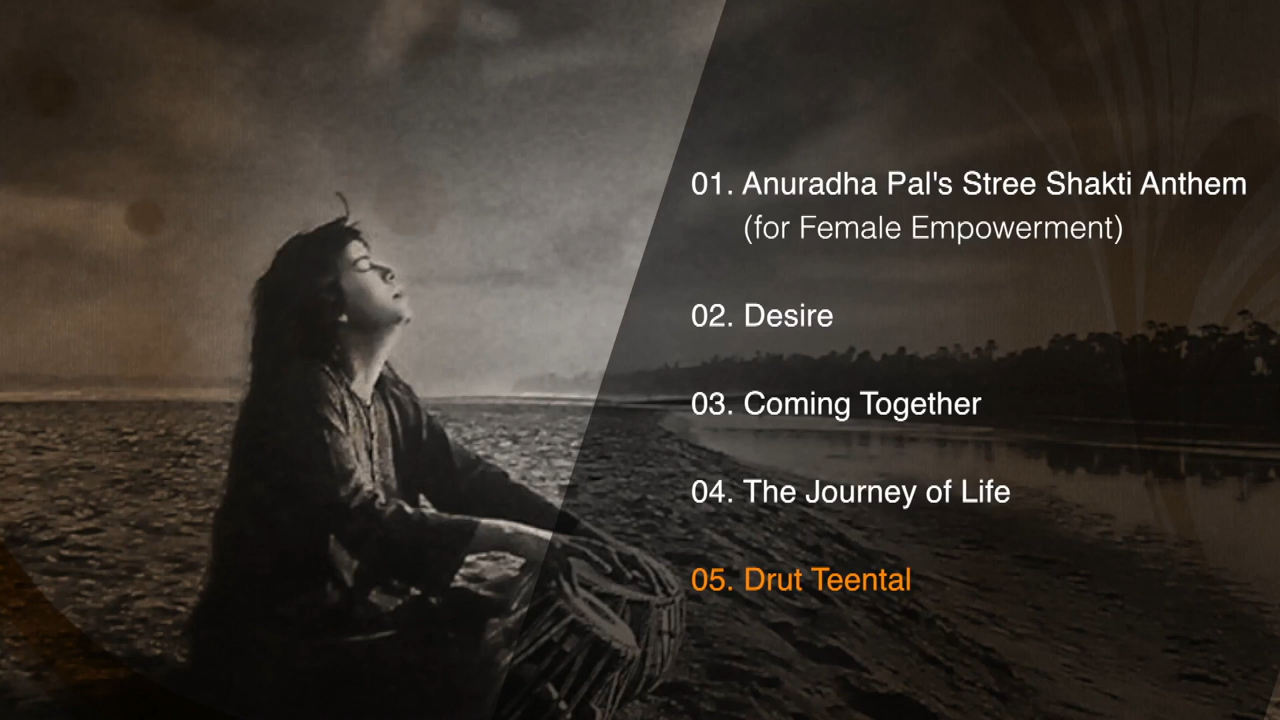 01. Anuradha Pal's Stree Shakti Anthem
(for Female Empowerment)
02. Desire
03. Coming Together
04. The Journey of Life
05. Drut Teental